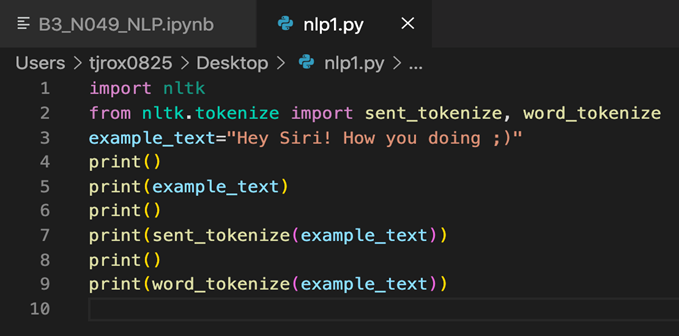 B3_N049_NLP.ipynb nlp1.py
Users > tjrox0825 > Desktop > nlp1.py > ...
1 import nltk
2 from nltk.tokenize import sent_tokenize, word_tokenize
3 example_text="Hey Siri! How you doing ;)"
4 print()
5 print(example_text)
6 print()
7 print(sent_tokenize(example_text))
8 print()
9 print(word_tokenize(example_text))
10